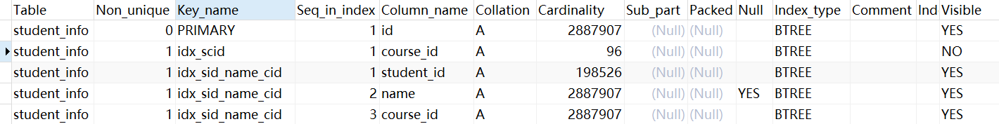 Table Non_unique Key_name Seq_in_index Column_name Collation Cardinality Sub_part Packed Null Index_type Comment Ind Visible
student_info 0 PRIMARY 1 id A 2887907 (Null) (Null) BTREE YES
student_info 1 idx_scid 1 course_id A 96 (Null) (Null) BTREE NO
student_info 1 idx_sid_name_cid 1 student_id A 198526 (Null) (Null) BTREE YES
student_info 1 idx_sid_name_cid 2 name A 2887907 (Null) (Null) YES BTREE YES
student_info 1 idx_sid_name_cid 3 course_id A 2887907 (Null) (Null) BTREE YES